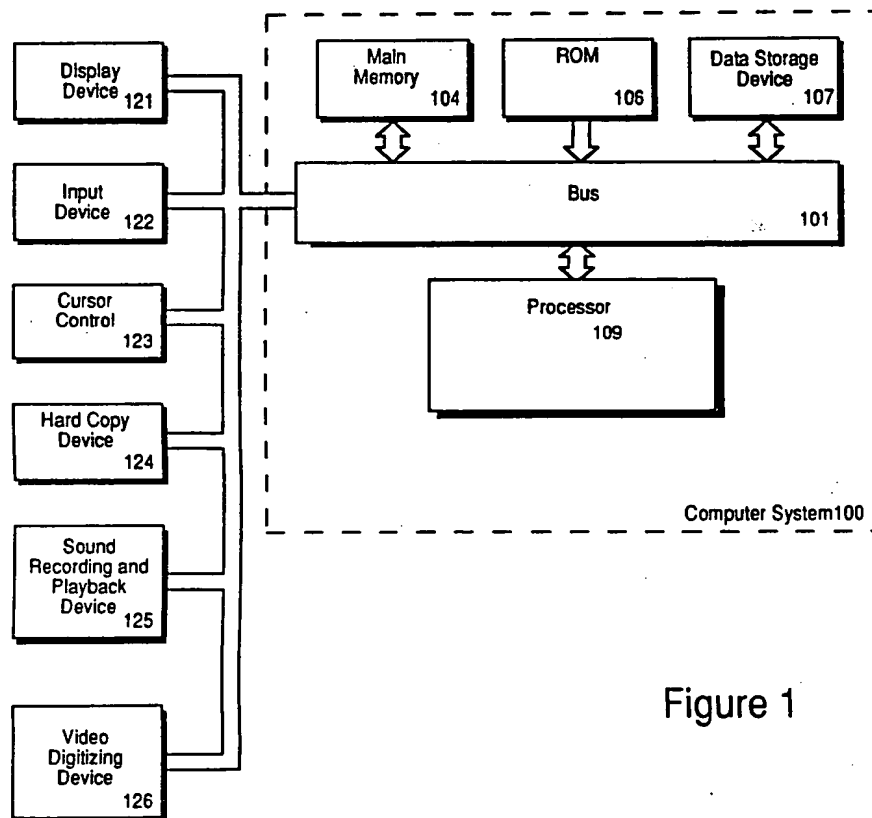 Display
Device
121
Input
Device
122
Cursor
Control
123
Hard Copy
Device
124
Sound
Recording and
Playback
Device
125
Video
Digitizing
Device
126
Main
Memory
104
ROM
106
Data Storage
Device
107
Bus
101
Processor
109
Computer System100
Figure 1